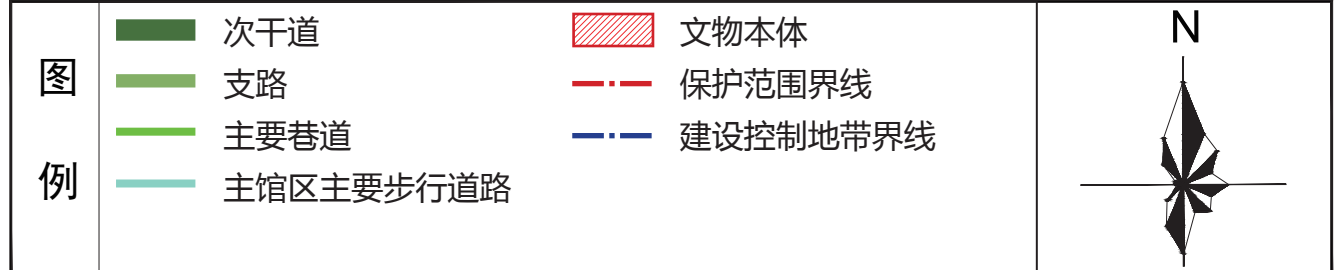 图例
次干道
支路
主要巷道
主馆区主要步行道路
文物本体
保护范围界线
建设控制地带界线
N